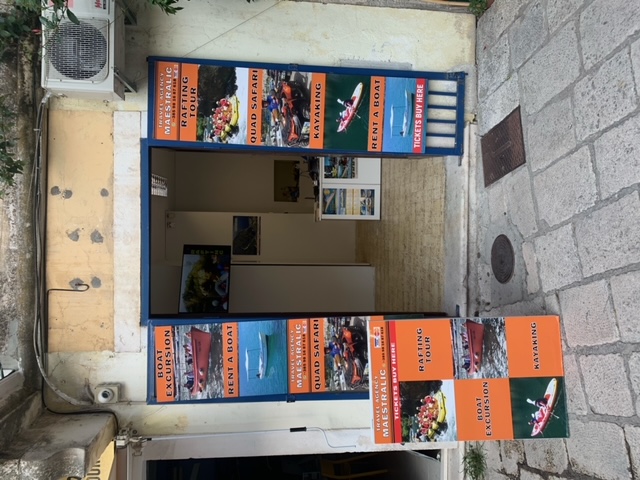 BOAT
EXCURSION
RENT A BOAT
TRAVEL AGENCY
MAESTRALIC
QUAD SAFARI
TRAVEL AGENCY
MAESTRALIC
TICKETS BUY HERE
RAFTING
TOUR
BOAT
EXCURSION
KAYAKING
TRAVEL AGENCY
MAESTRALIC
RAFTING
TOUR
QUAD SAFARI
KAYAKING
RENT A BOAT
TICKETS BUY HERE